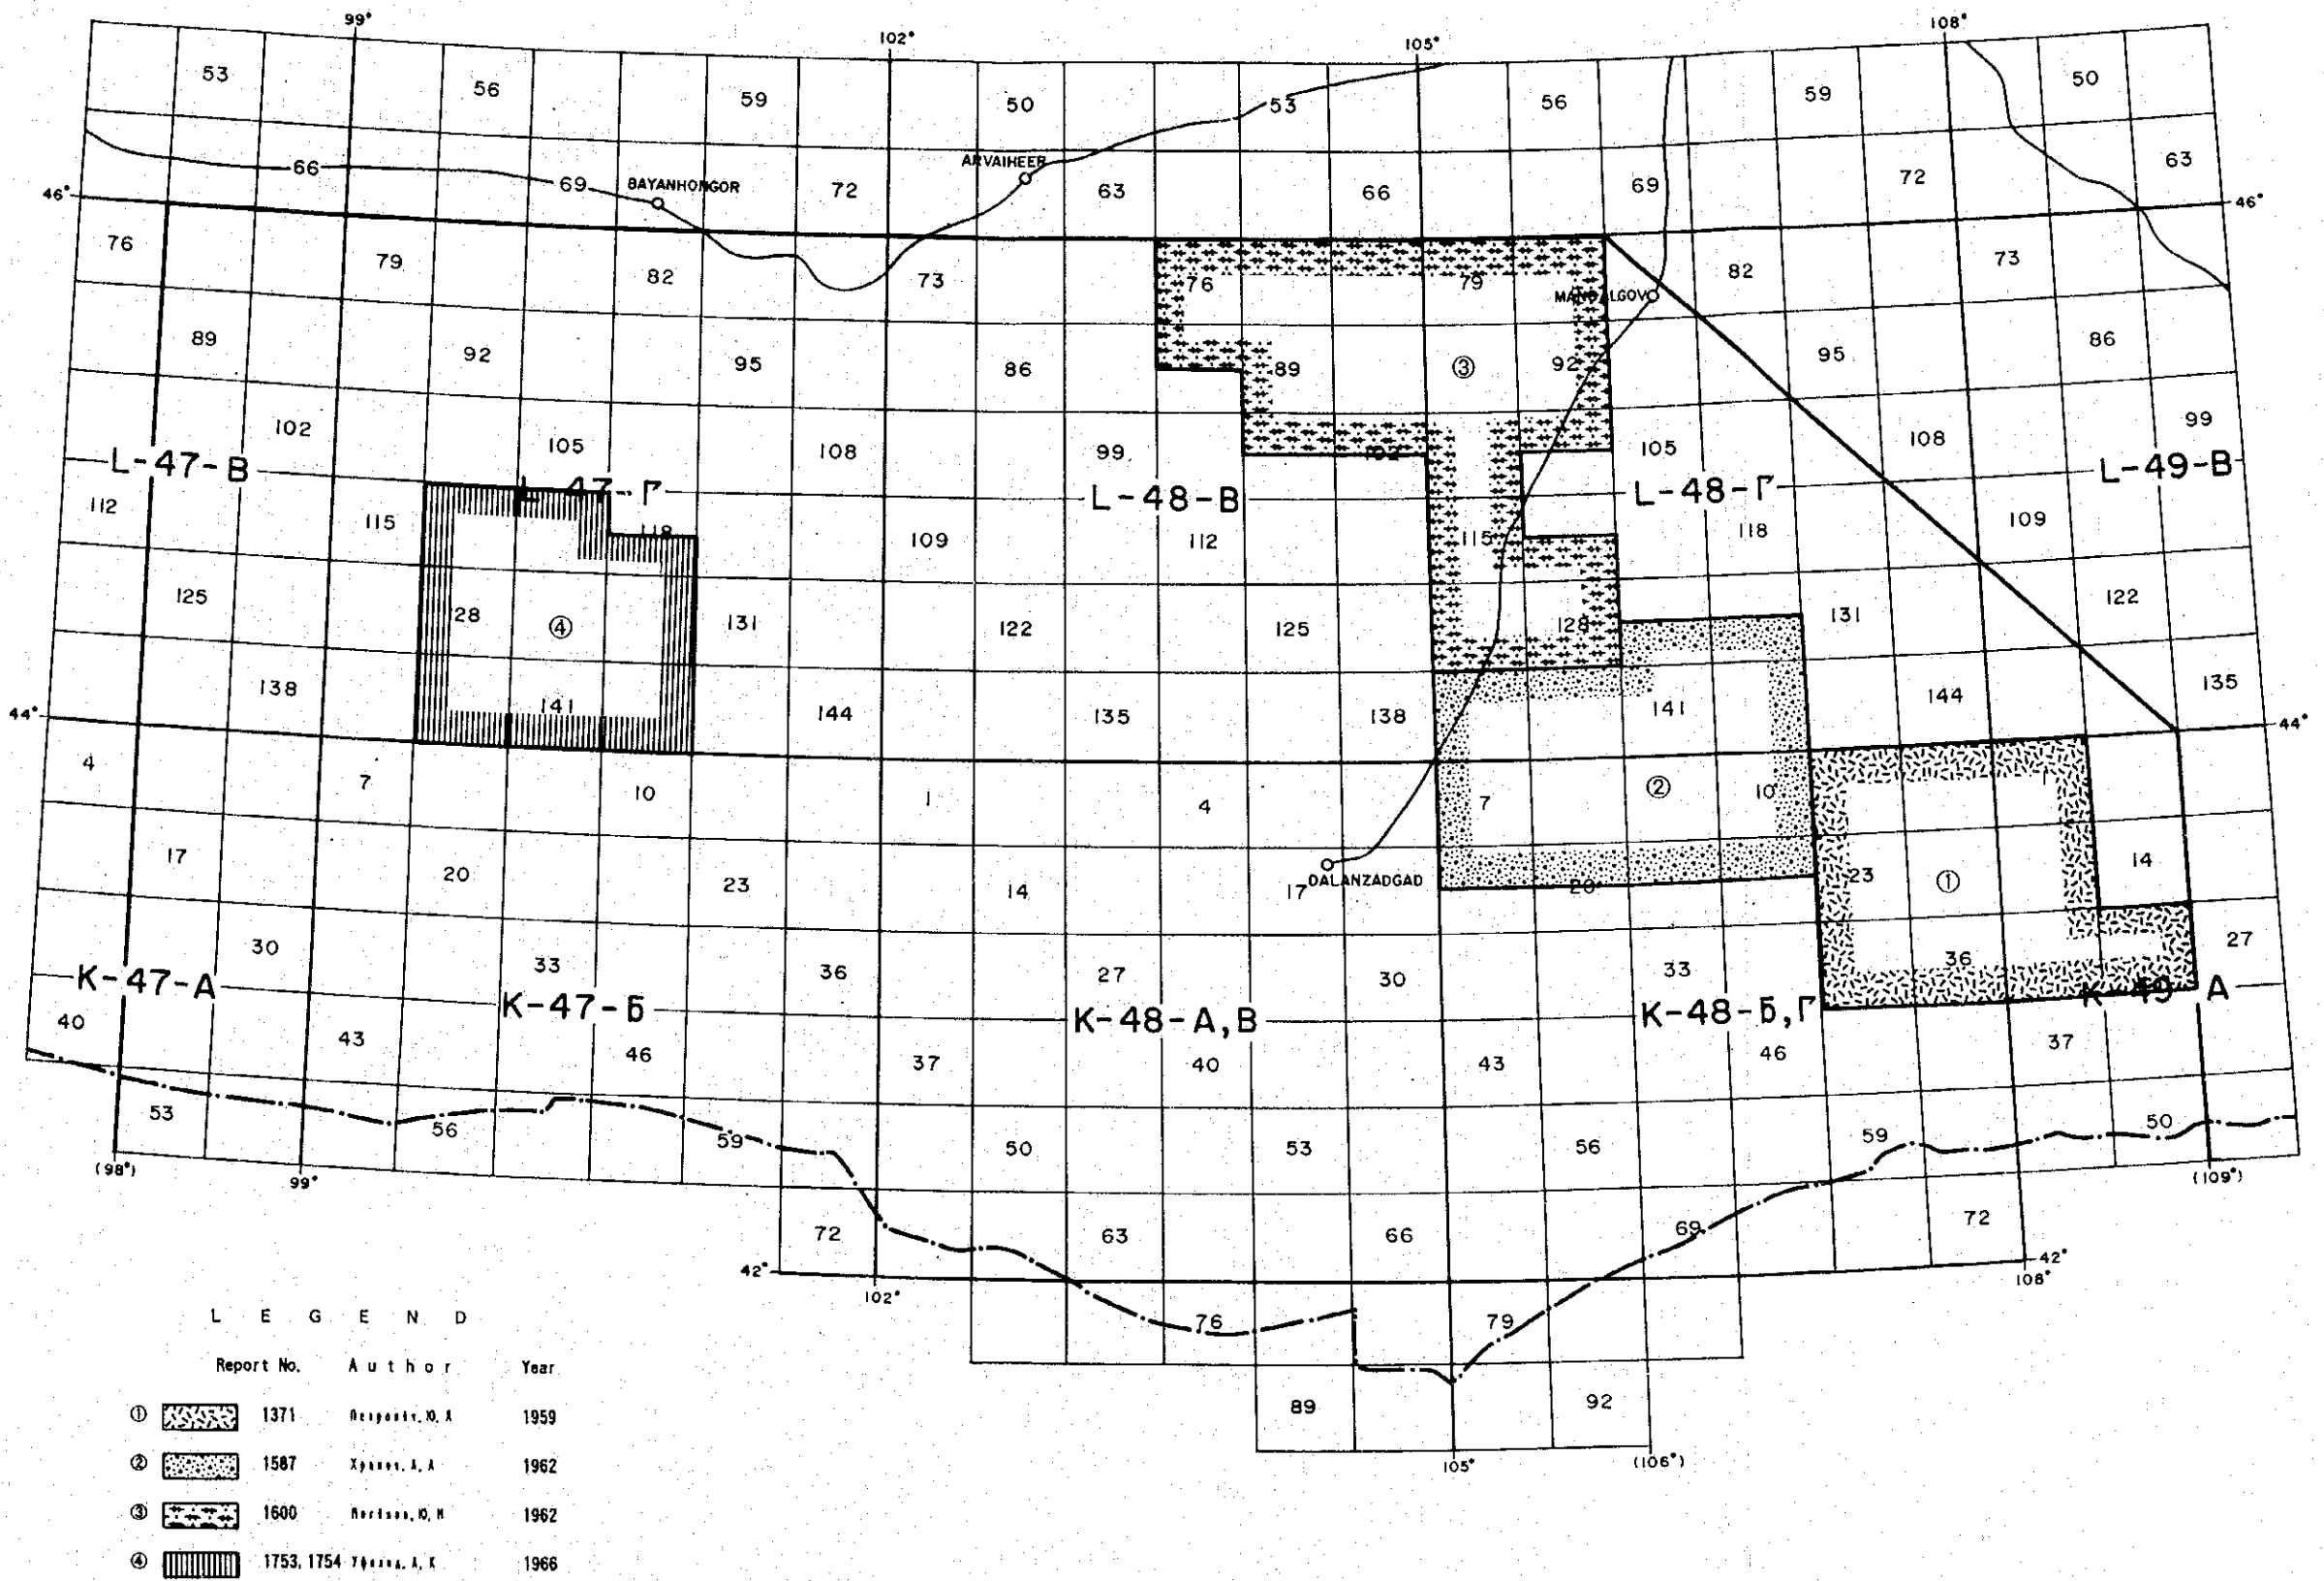 99° 102° 105° 108°
53 56 59 50 53 56 59 50
66 69 BAYANHONGOR 72 ARVAIHEER 63 66 69 72 63
46° 46°
76 79 82 73 76 79 MANDALGOVO 82 73
89 92 95 86 89 ③ 92 95 86
102 105 108 99 102 105 108 99
L-47-В L-47-Г L-48-В L-48-Г L-49-В
112 115 118 109 112 115 118 109
125 128 ④ 131 122 125 128 131 122
138 141 144 135 138 141 144 135
44° 44°
4 7 10 1 4 7 ② 10 1
17 20 23 14 17 DALANZADGAD 20 23 ① 14
30 33 36 27 30 33 36 27
K-47-А K-47-Б K-48-А,В K-48-Б,Г K-49 А
40 43 46 37 40 43 46 37
53 56 59 50 53 56 59 50
(98°) 99° (109°)
72 63 66 69 72
42° 42°
102° 108°
76 79
89 92
105° (106°)
LEGEND
Report No. Author Year
① 1371 Ю, А 1959
② 1587 А, А 1962
③ 1600 Ю, М 1962
④ 1753, 1754 А, К 1966